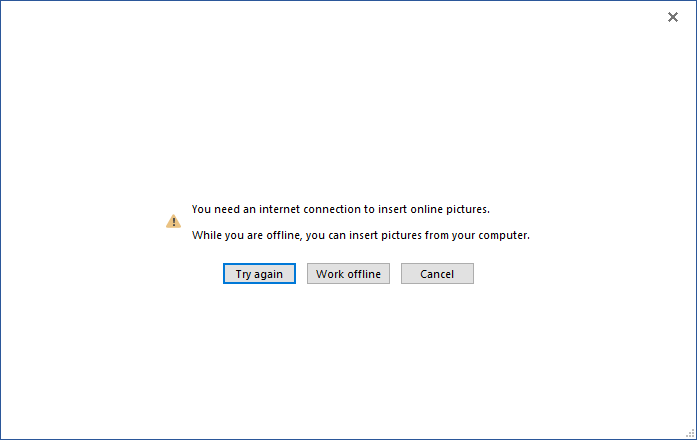 You need an internet connection to insert online pictures.
While you are offline, you can insert pictures from your computer.
Try again Work offline Cancel